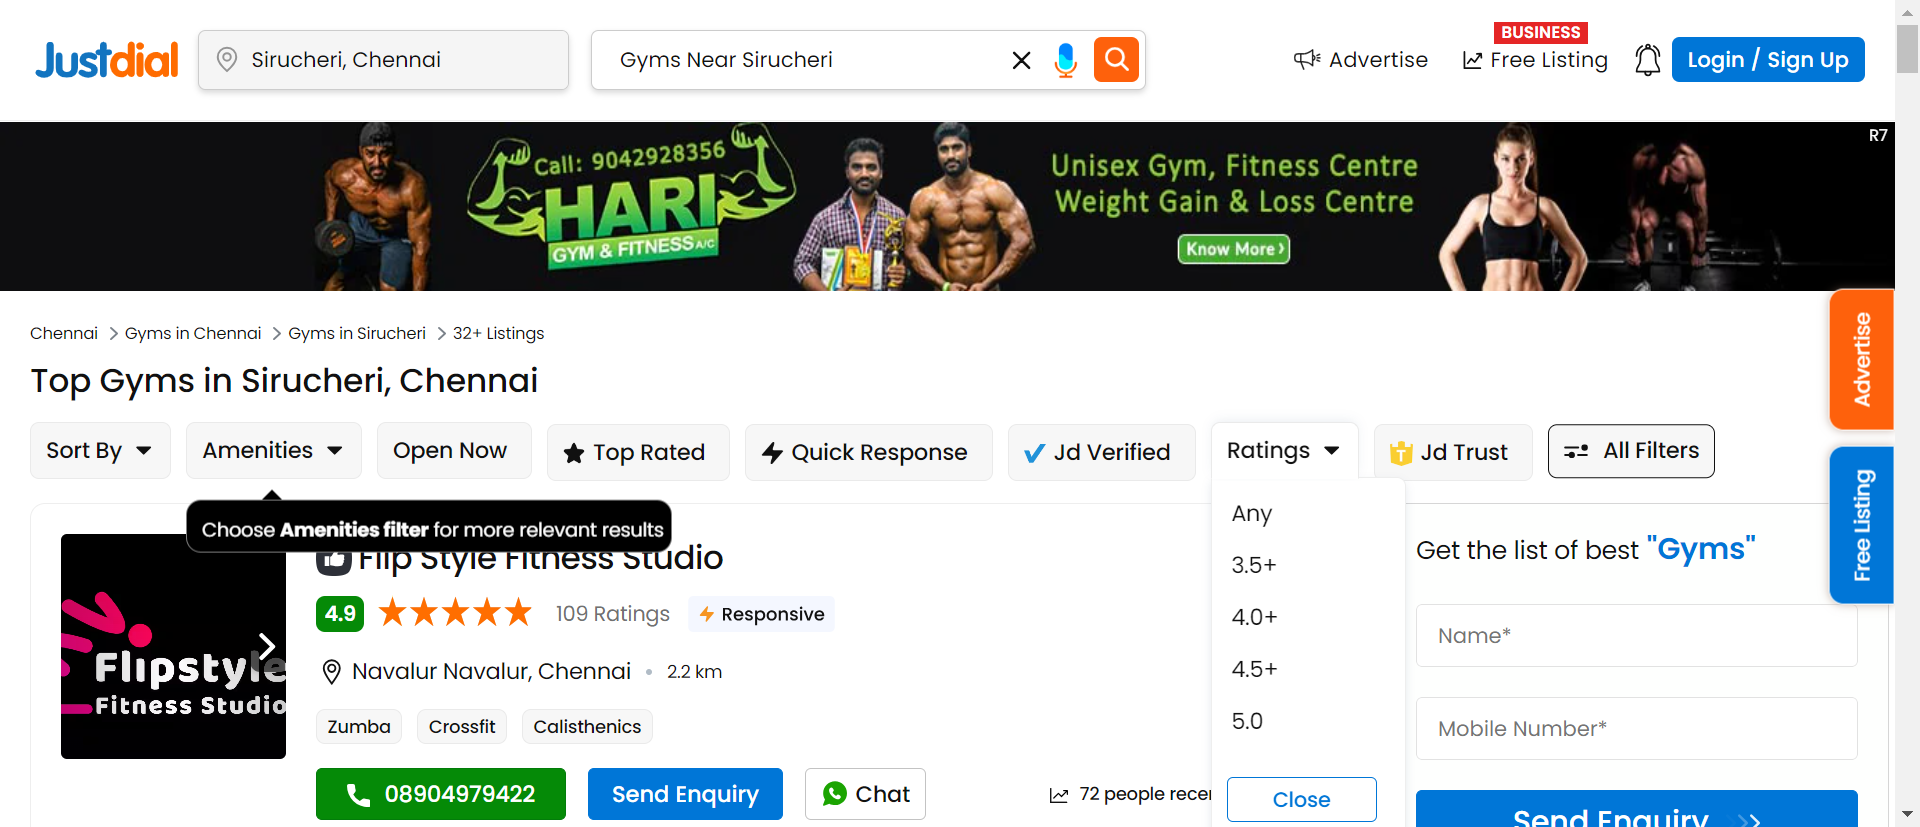 Justdial
Sirucheri, Chennai
Gyms Near Sirucheri
Advertise
BUSINESS
Free Listing
Login / Sign Up
R7
Call: 9042928356
HARI
GYM & FITNESS A/C
Unisex Gym, Fitness Centre
Weight Gain & Loss Centre
Know More
Chennai
Gyms in Chennai
Gyms in Sirucheri
32+ Listings
Top Gyms in Sirucheri, Chennai
Sort By
Amenities
Open Now
Top Rated
Quick Response
Jd Verified
Ratings
T
Jd Trust
All Filters
Choose Amenities filter for more relevant results
Any
3.5+
4.0+
4.5+
5.0
Close
Flip Style Fitness Studio
4.9
109 Ratings
Responsive
Navalur Navalur, Chennai
2.2 km
Zumba
Crossfit
Calisthenics
08904979422
Send Enquiry
Chat
72 people recer
Flipstyle
Fitness Studio
Get the list of best "Gyms"
Name*
Mobile Number*
Send Enquiry
Advertise
Free Listing